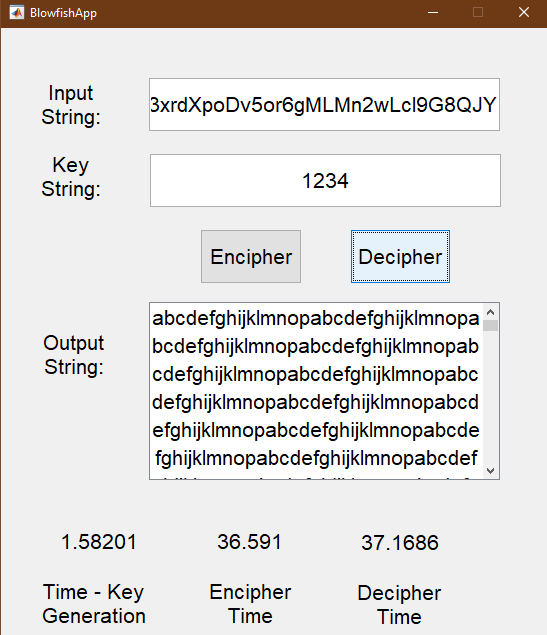 BlowfishApp
Input
String:
3xrdXpoDv5or6gMLMn2wLcl9G8QJY
Key
String:
1234
Encipher
Decipher
Output
String:
abcdefghijklmnopabcdefghijklmnopa
bcdefghijklmnopabcdefghijklmnopab
cdefghijklmnopabcdefghijklmnopabc
defghijklmnopabcdefghijklmnopabcd
efghijklmnopabcdefghijklmnopabcde
fghijklmnopabcdefghijklmnopabcdef
1.58201
36.591
37.1686
Time - Key
Generation
Encipher
Time
Decipher
Time